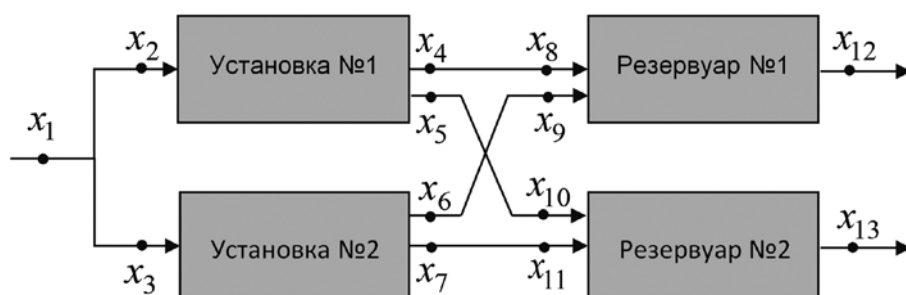 x₂ Установка №1 x₄ x₈ Резервуар №1 x₁₂
x₁ x₅ x₉
x₆ x₁₀
x₃ Установка №2 x₇ x₁₁ Резервуар №2 x₁₃